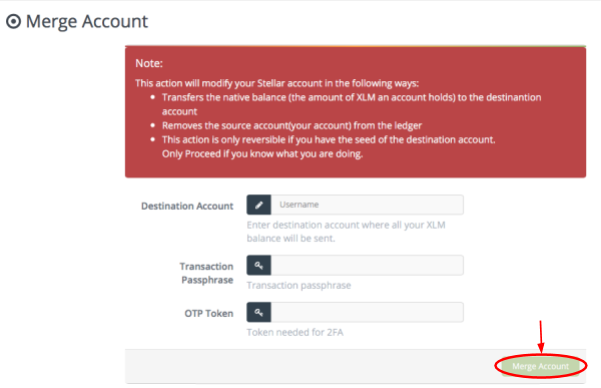 Merge Account
Note:
This action will modify your Stellar account in the following ways:
Transfers the native balance (the amount of XLM an account holds) to the destinantion
account
Removes the source account(your account) from the ledger
This action is only reversible if you have the seed of the destination account.
Only Proceed if you know what you are doing.
Destination Account
Username
Enter destination account where all your XLM
balance will be sent.
Transaction
Passphrase
Transaction passphrase
OTP Token
Token needed for 2FA
Merge Account